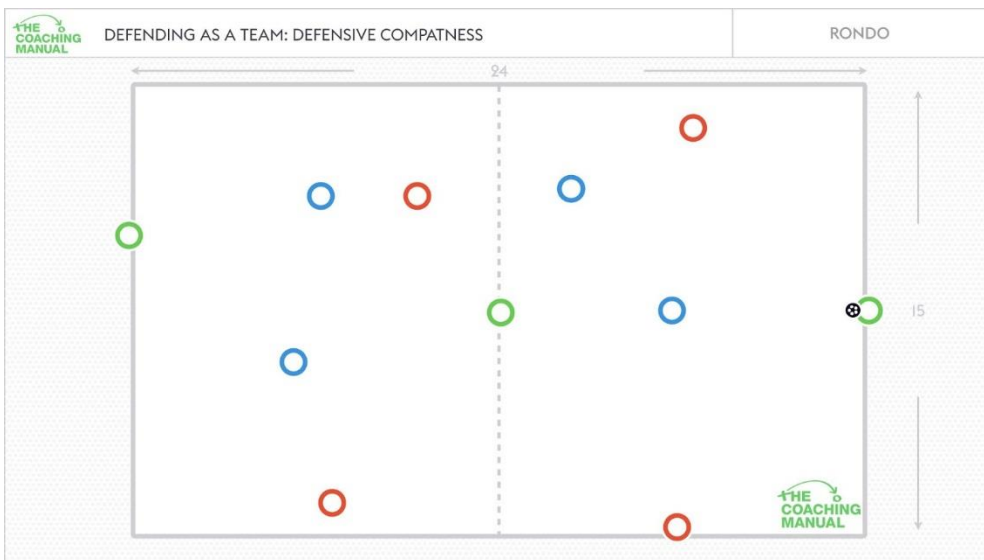 THE
COACHING
MANUAL
DEFENDING AS A TEAM: DEFENSIVE COMPATNESS
RONDO
24
15
THE
COACHING
MANUAL